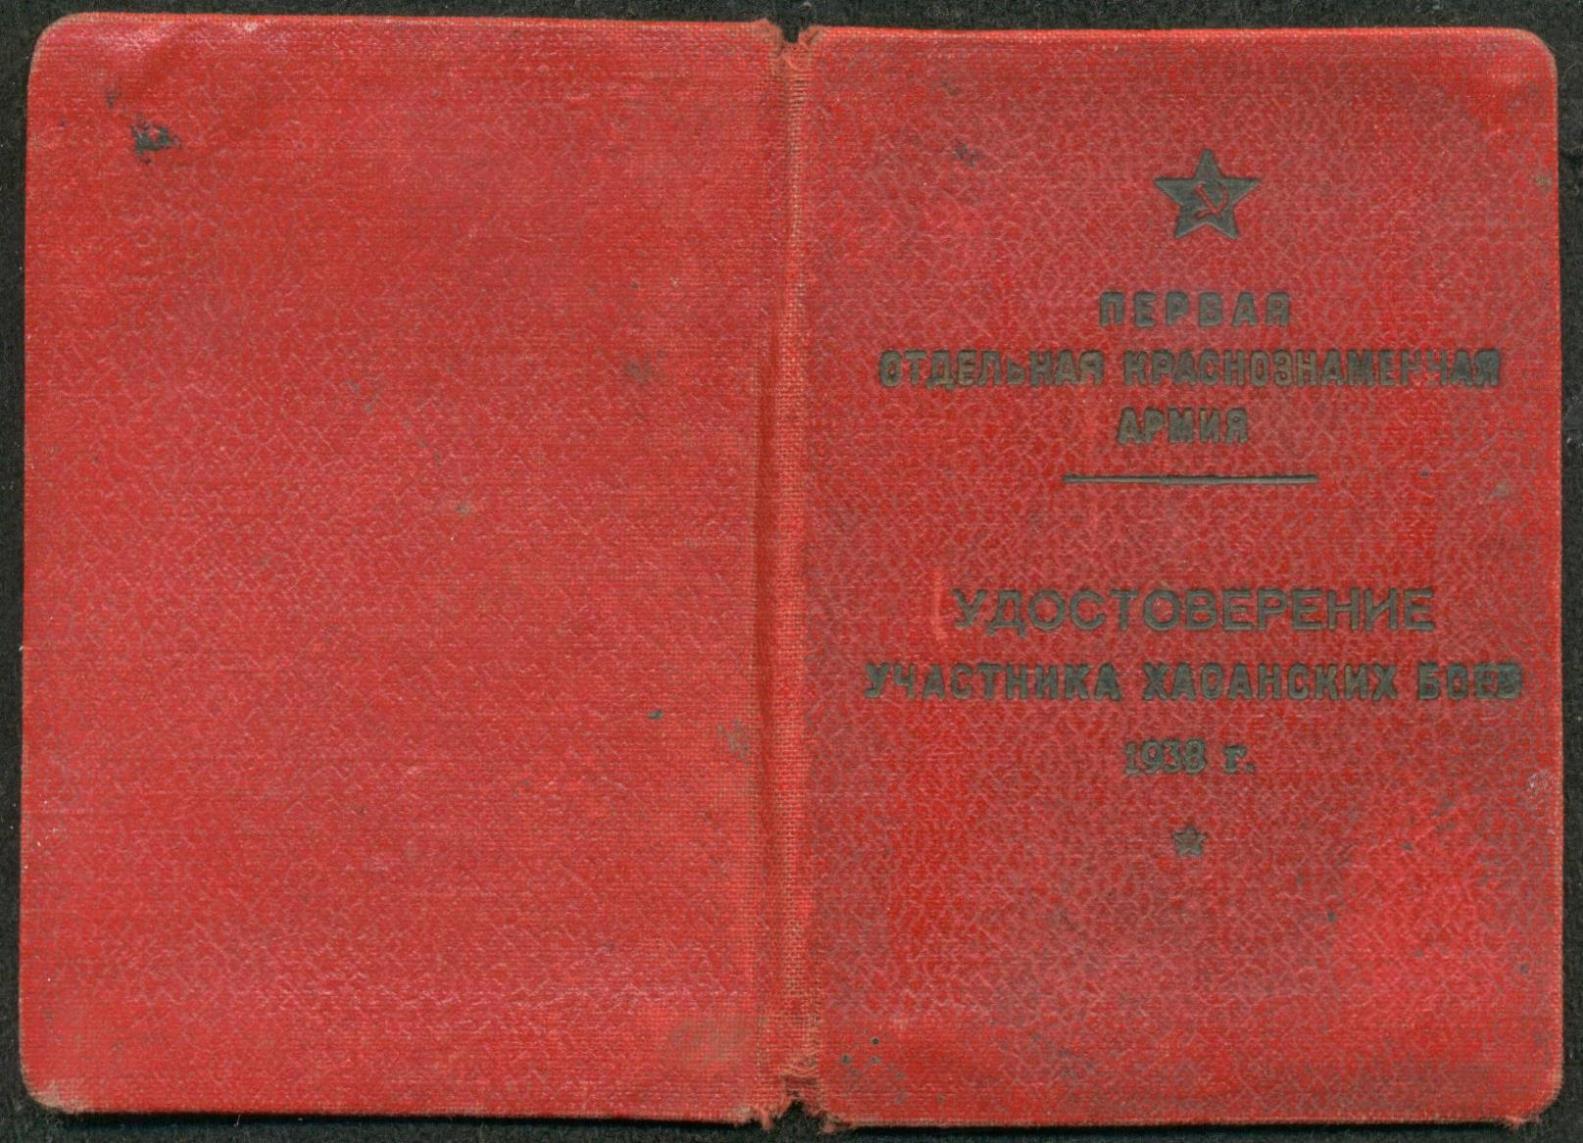 ПЕРВАЯ
ОТДЕЛЬНАЯ КРАСНОЗНАМЕННАЯ
АРМИЯ
УДОСТОВЕРЕНИЕ
УЧАСТНИКА ХАСАНСКИХ БОЕВ
1938 г.